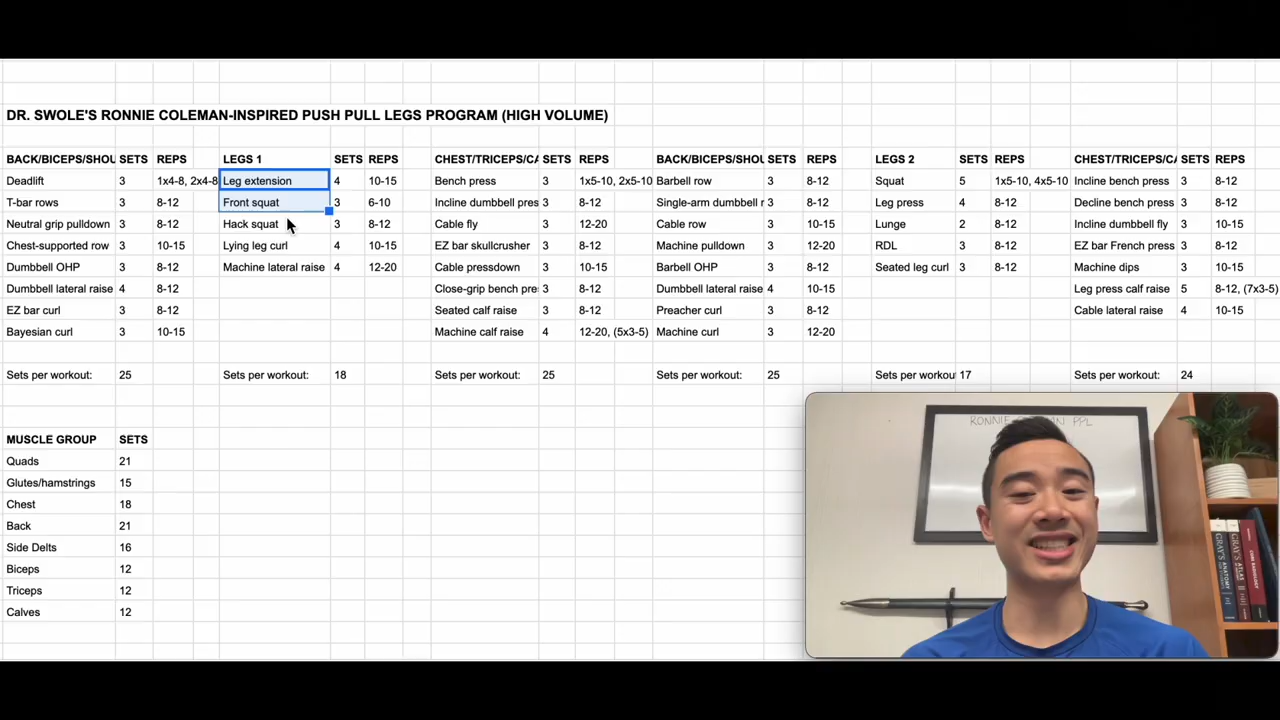 DR. SWOLE'S RONNIE COLEMAN-INSPIRED PUSH PULL LEGS PROGRAM (HIGH VOLUME)
BACK/BICEPS/SHOU SETS REPS LEGS 1 SETS REPS CHEST/TRICEPS/CA SETS REPS BACK/BICEPS/SHOU SETS REPS LEGS 2 SETS REPS CHEST/TRICEPS/CA SETS REPS
Deadlift 3 1x4-8, 2x4-8 Leg extension 4 10-15 Bench press 3 1x5-10, 2x5-10 Barbell row 3 8-12 Squat 5 1x5-10, 4x5-10 Incline bench press 3 8-12
T-bar rows 3 8-12 Front squat 3 6-10 Incline dumbbell pres 3 8-12 Single-arm dumbbell r 3 8-12 Leg press 4 8-12 Decline bench press 3 8-12
Neutral grip pulldown 3 8-12 Hack squat 3 8-12 Cable fly 3 12-20 Cable row 3 10-15 Lunge 2 8-12 Incline dumbbell fly 3 10-15
Chest-supported row 3 10-15 Lying leg curl 4 10-15 EZ bar skullcrusher 3 8-12 Machine pulldown 3 12-20 RDL 3 8-12 EZ bar French press 3 8-12
Dumbbell OHP 3 8-12 Machine lateral raise 4 12-20 Cable pressdown 3 10-15 Barbell OHP 3 8-12 Seated leg curl 3 8-12 Machine dips 3 10-15
Dumbbell lateral raise 4 8-12 Close-grip bench pre 3 8-12 Dumbbell lateral raise 4 10-15 Leg press calf raise 5 8-12, (7x3-5)
EZ bar curl 3 8-12 Seated calf raise 3 8-12 Preacher curl 3 8-12 Cable lateral raise 4 10-15
Bayesian curl 3 10-15 Machine calf raise 4 12-20, (5x3-5) Machine curl 3 12-20
Sets per workout: 25 Sets per workout: 18 Sets per workout: 25 Sets per workout: 25 Sets per workou 17 Sets per workout: 24
MUSCLE GROUP SETS
Quads 21
Glutes/hamstrings 15
Chest 18
Back 21
Side Delts 16
Biceps 12
Triceps 12
Calves 12
RONNIE
PPL
GRAY'S ANATOMY
GRAY'S ATLAS